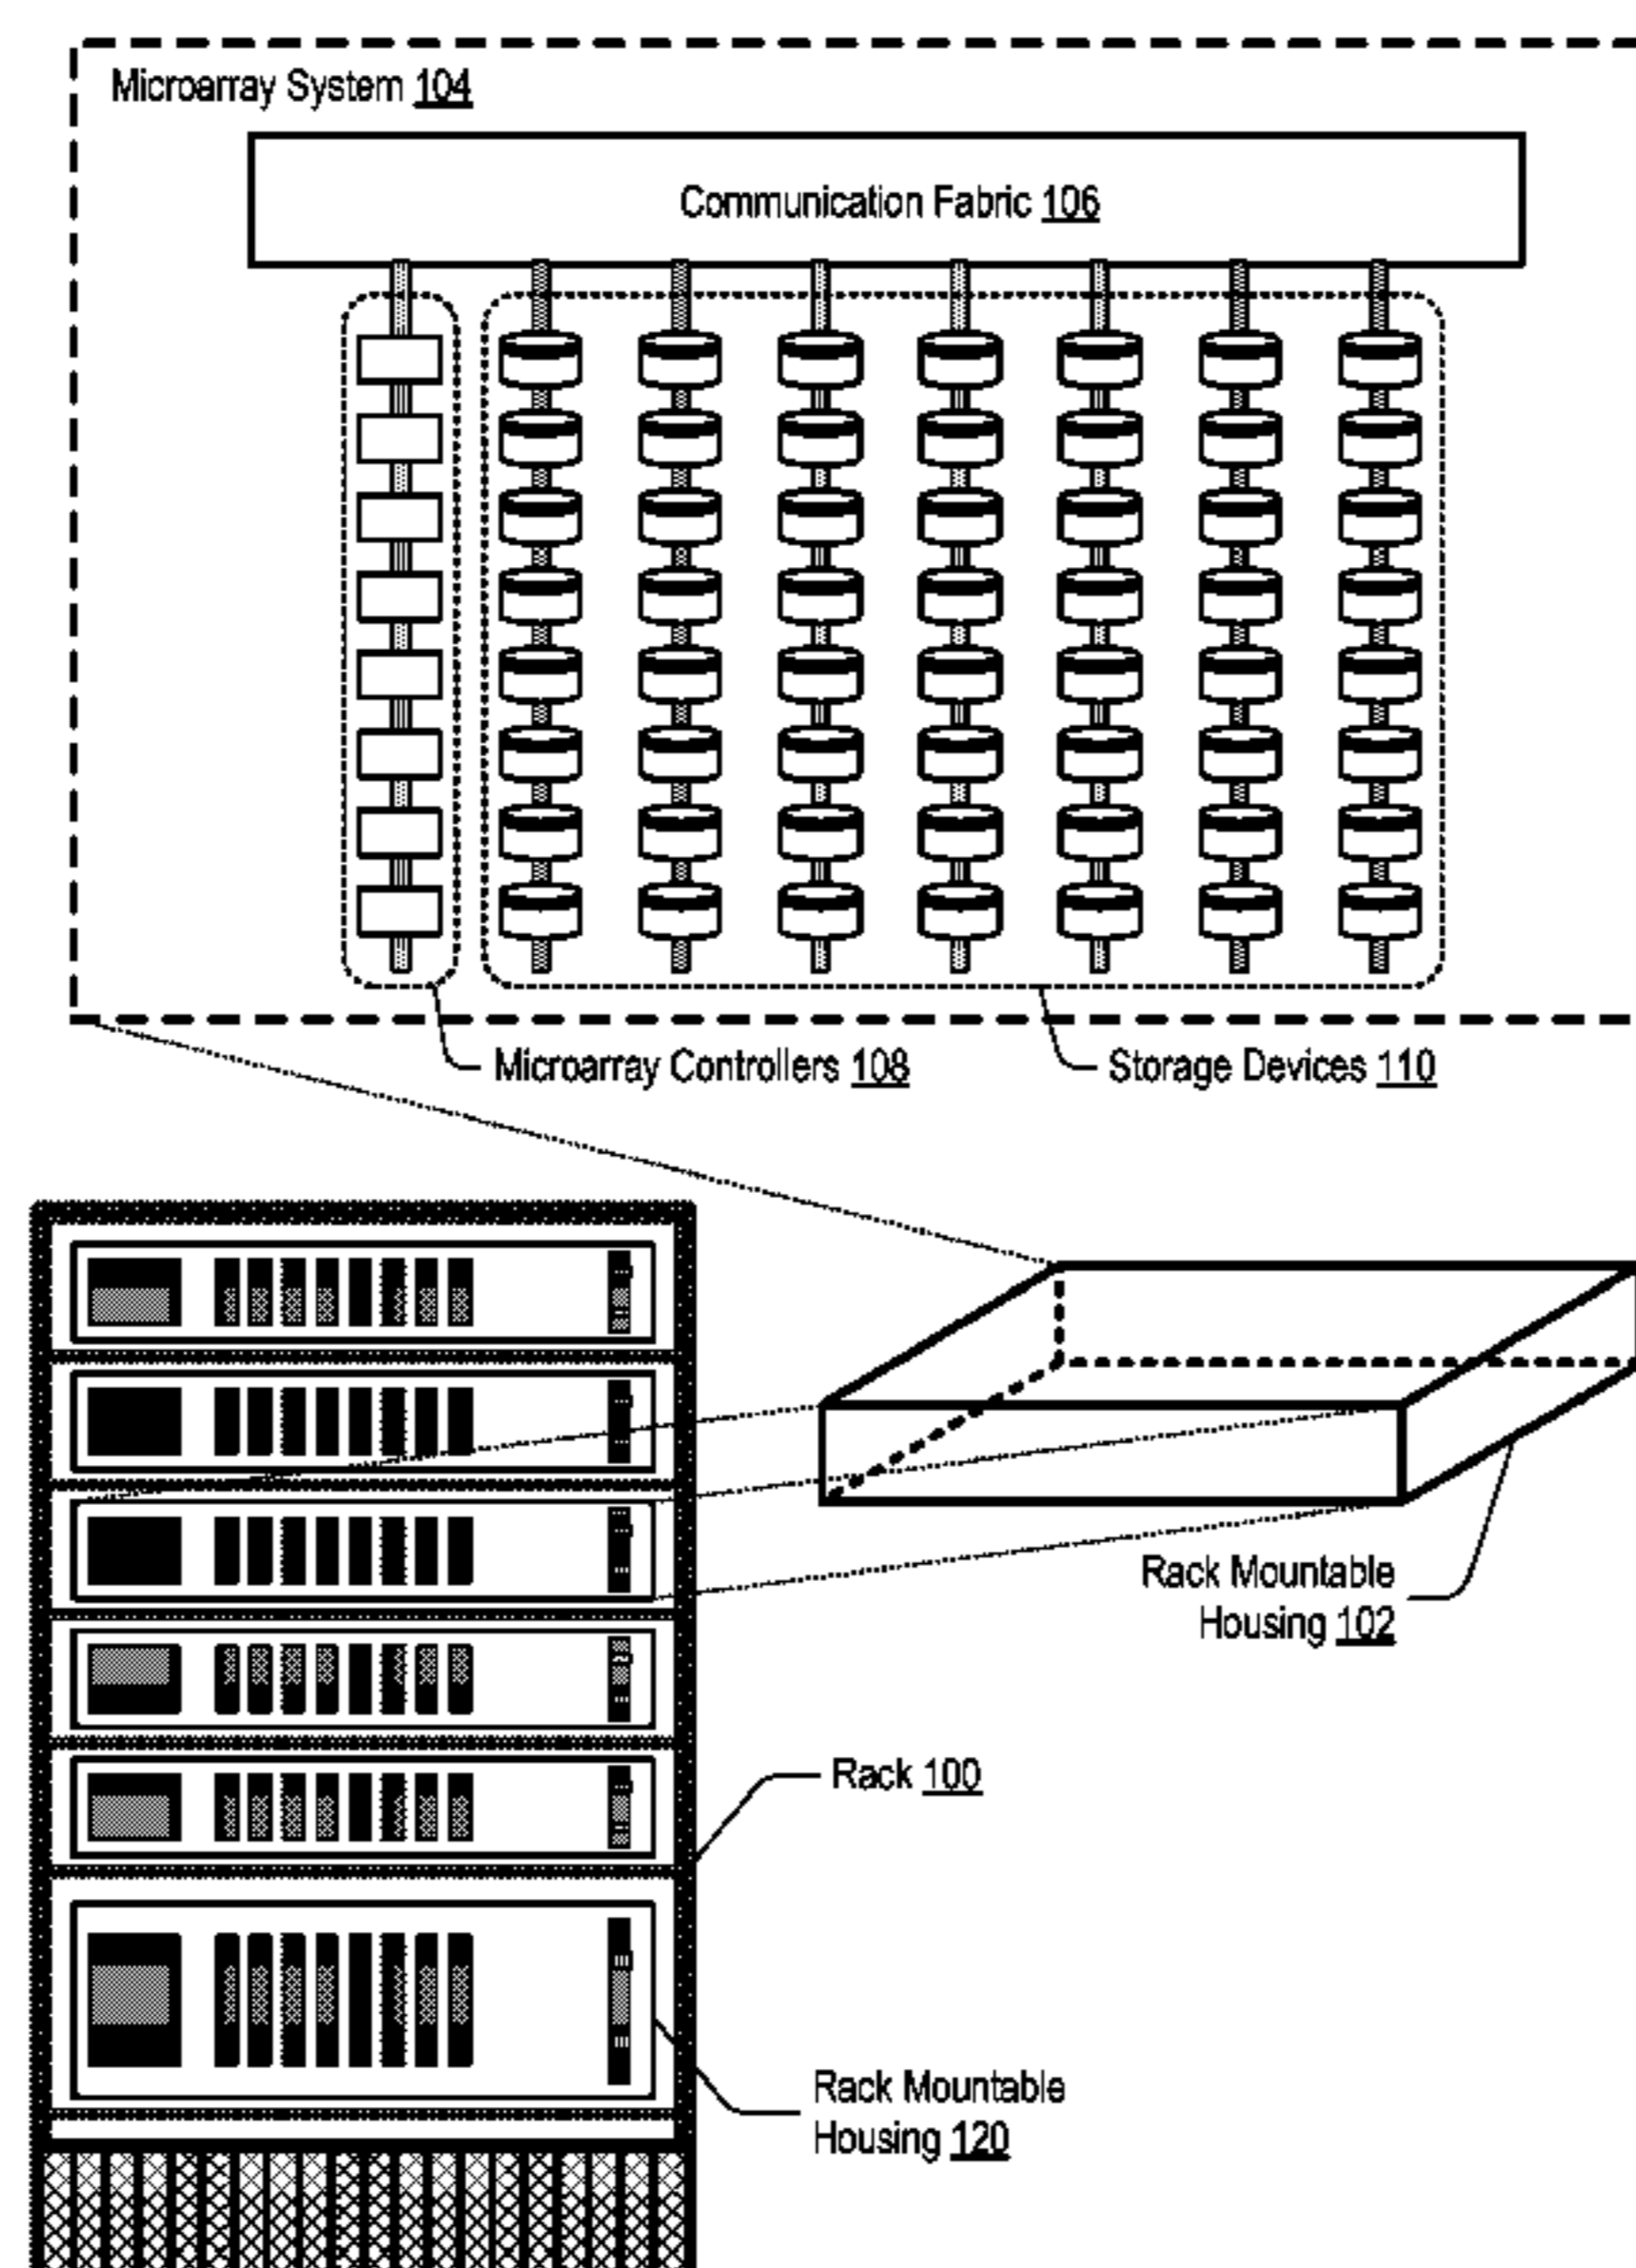 Microarray System 104
Communication Fabric 106
Microarray Controllers 108
Storage Devices 110
Rack Mountable
Housing 102
Rack 100
Rack Mountable
Housing 120